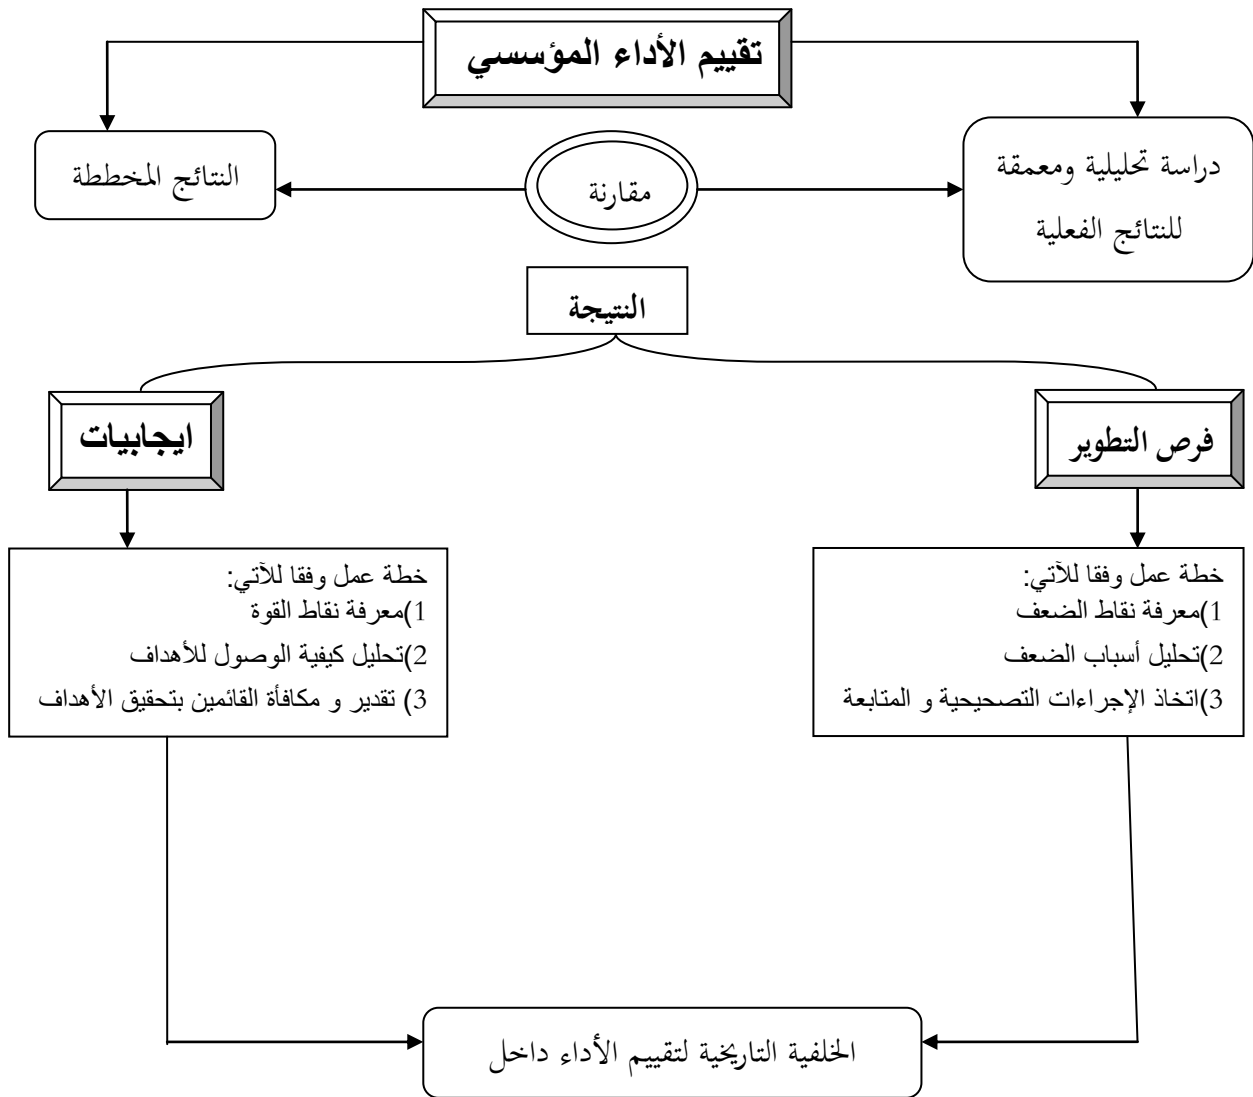 تقييم الأداء المؤسسي
دراسة تحليلية ومعمقة
للنتائج الفعلية
مقارنة
النتائج المخططة
النتيجة
فرص التطوير
ايجابيات
خطة عمل وفقا للآتي:
1)معرفة نقاط الضعف
2)تحليل أسباب الضعف
3)اتخاذ الإجراءات التصحيحية و المتابعة
خطة عمل وفقا للآتي:
1)معرفة نقاط القوة
2)تحليل كيفية الوصول للأهداف
3) تقدير و مكافأة القائمين بتحقيق الأهداف
الخلفية التاريخية لتقييم الأداء داخل